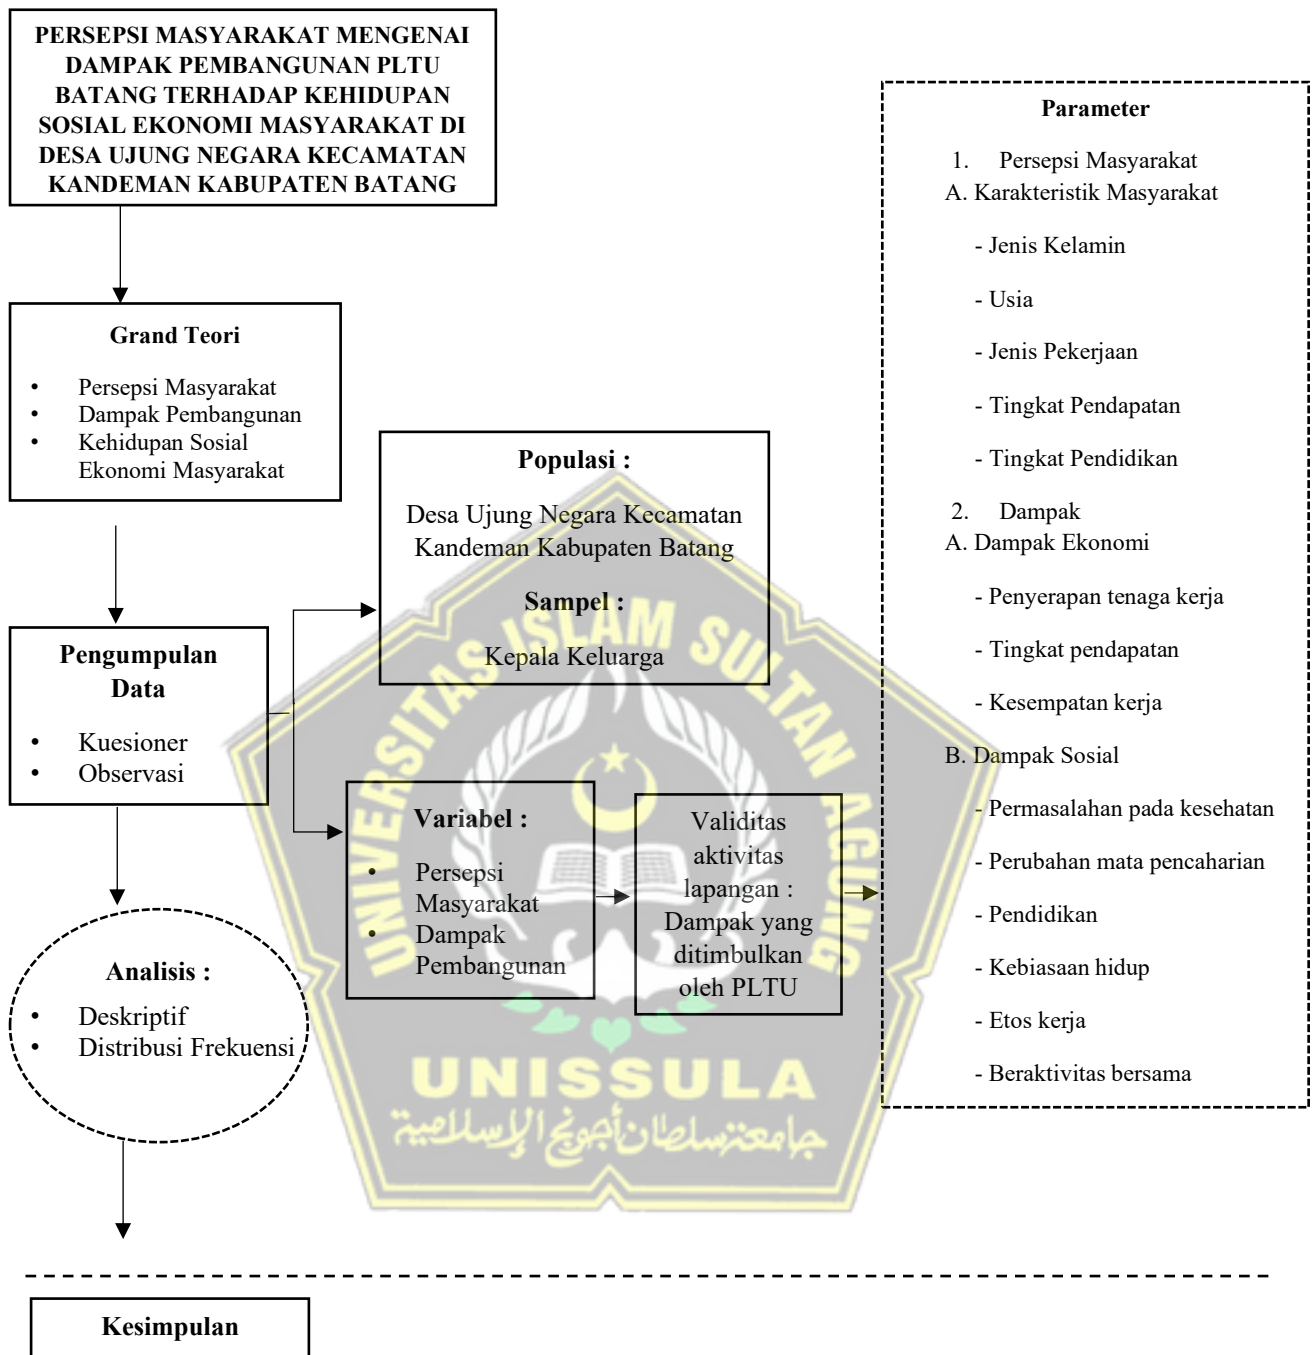 PERSEPSI MASYARAKAT MENGENAI
DAMPAK PEMBANGUNAN PLTU
BATANG TERHADAP KEHIDUPAN
SOSIAL EKONOMI MASYARAKAT DI
DESA UJUNG NEGARA KECAMATAN
KANDEMAN KABUPATEN BATANG
Grand Teori
• Persepsi Masyarakat
• Dampak Pembangunan
• Kehidupan Sosial
Ekonomi Masyarakat
Pengumpulan
Data
• Kuesioner
• Observasi
Analisis :
• Deskriptif
• Distribusi Frekuensi
Populasi :
Desa Ujung Negara Kecamatan
Kandeman Kabupaten Batang
Sampel :
Kepala Keluarga
Variabel :
• Persepsi
Masyarakat
• Dampak
Pembangunan
Validitas
aktivitas
lapangan :
Dampak yang
ditimbulkan
oleh PLTU
Parameter
1. Persepsi Masyarakat
A. Karakteristik Masyarakat
- Jenis Kelamin
- Usia
- Jenis Pekerjaan
- Tingkat Pendapatan
- Tingkat Pendidikan
2. Dampak
A. Dampak Ekonomi
- Penyerapan tenaga kerja
- Tingkat pendapatan
- Kesempatan kerja
B. Dampak Sosial
- Permasalahan pada kesehatan
- Perubahan mata pencaharian
- Pendidikan
- Kebiasaan hidup
- Etos kerja
- Beraktivitas bersama
UNIVERSITAS ISLAM SULTAN AGUNG
UNISSULA
جامعتنسلطان أجونج الإسلامية
Kesimpulan